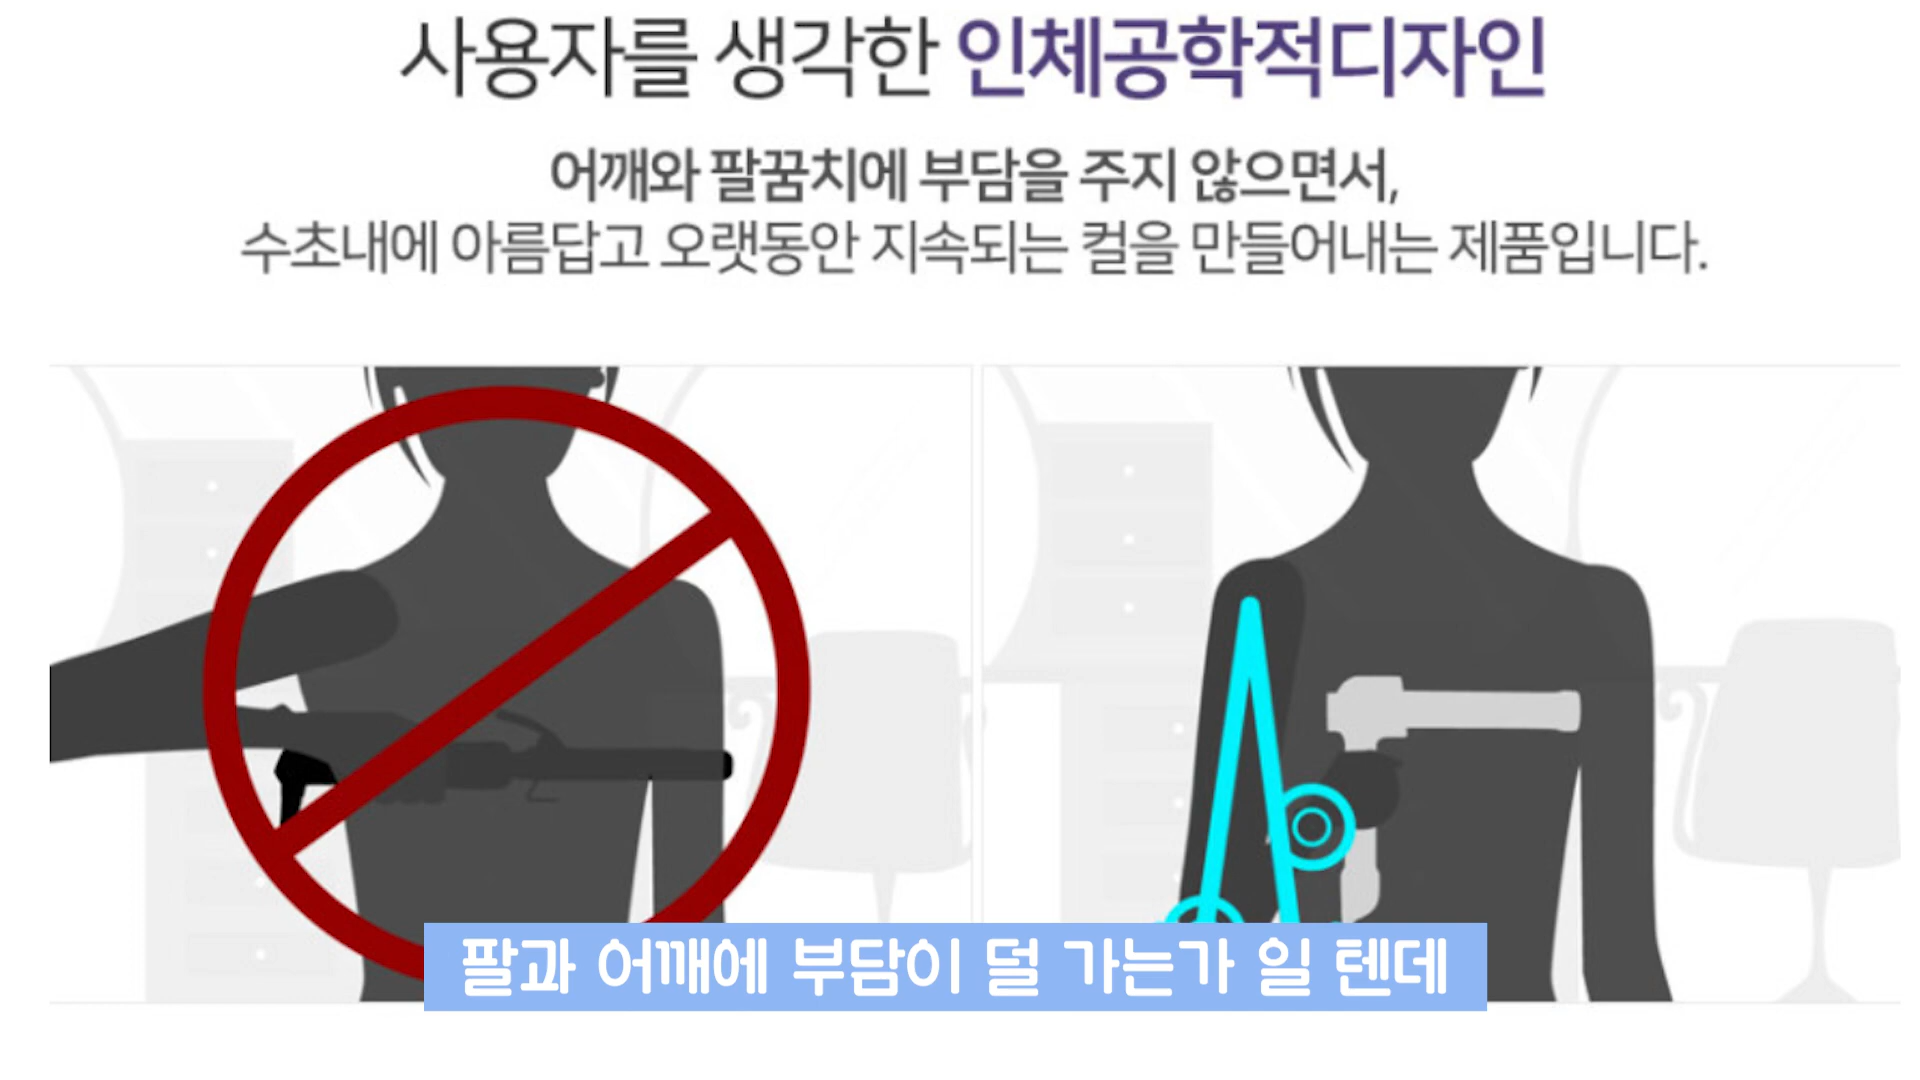 사용자를 생각한 인체공학적디자인
어깨와 팔꿈치에 부담을 주지 않으면서,
수초내에 아름답고 오랫동안 지속되는 컬을 만들어내는 제품입니다.
팔과 어깨에 부담이 덜 가는가 일 텐데